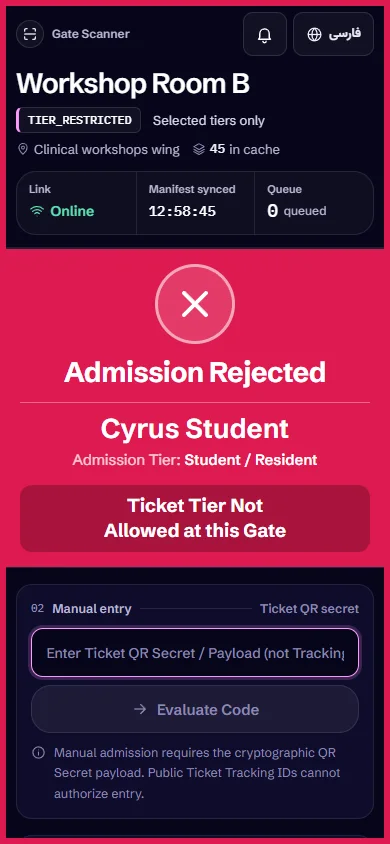 Gate Scanner
فارسی
Workshop Room B
TIER_RESTRICTED Selected tiers only
Clinical workshops wing 45 in cache
Link Manifest synced Queue
Online 12:58:45 0 queued
Admission Rejected
Cyrus Student
Admission Tier: Student / Resident
Ticket Tier Not
Allowed at this Gate
02 Manual entry Ticket QR secret
Enter Ticket QR Secret / Payload (not Tracking
Evaluate Code
Manual admission requires the cryptographic QR
Secret payload. Public Ticket Tracking IDs cannot
authorize entry.